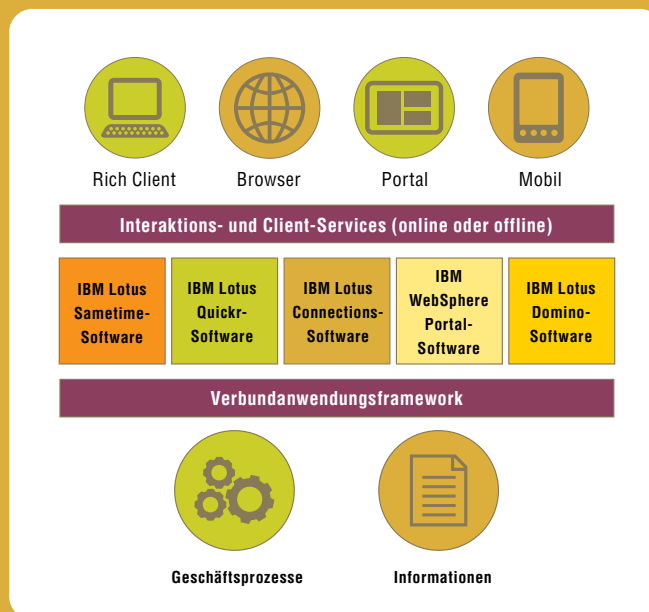 Rich Client
Browser
Portal
Mobil
Interaktions- und Client-Services (online oder offline)
IBM Lotus
Sametime-
Software
IBM Lotus
Quickr-
Software
IBM Lotus
Connections-
Software
IBM
WebSphere
Portal-
Software
IBM Lotus
Domino-
Software
Verbundanwendungsframework
Geschäftsprozesse
Informationen